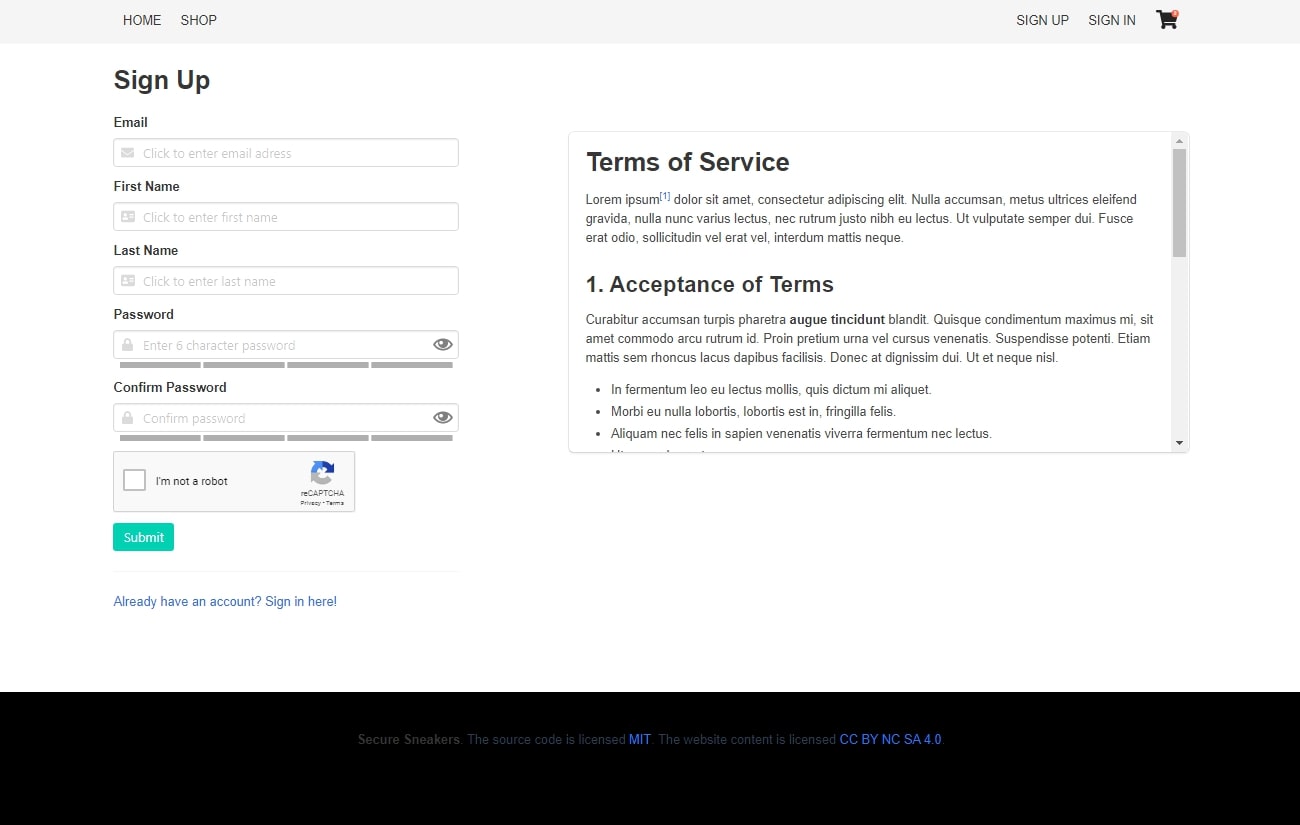 HOME SHOP SIGN UP SIGN IN
Sign Up
Email
Click to enter email adress
First Name
Click to enter first name
Last Name
Click to enter last name
Password
Enter 6 character password
Confirm Password
Confirm password
I'm not a robot
reCAPTCHA
Privacy - Terms
Submit
Already have an account? Sign in here!
Terms of Service
Lorem ipsum[1] dolor sit amet, consectetur adipiscing elit. Nulla accumsan, metus ultrices eleifend
gravida, nulla nunc varius lectus, nec rutrum justo nibh eu lectus. Ut vulputate semper dui. Fusce
erat odio, sollicitudin vel erat vel, interdum mattis neque.
1. Acceptance of Terms
Curabitur accumsan turpis pharetra augue tincidunt blandit. Quisque condimentum maximus mi, sit
amet commodo arcu rutrum id. Proin pretium urna vel cursus venenatis. Suspendisse potenti. Etiam
mattis sem rhoncus lacus dapibus facilisis. Donec at dignissim dui. Ut et neque nisl.
• In fermentum leo eu lectus mollis, quis dictum mi aliquet.
• Morbi eu nulla lobortis, lobortis est in, fringilla felis.
• Aliquam nec felis in sapien venenatis viverra fermentum nec lectus.
Secure Sneakers. The source code is licensed MIT. The website content is licensed CC BY NC SA 4.0.